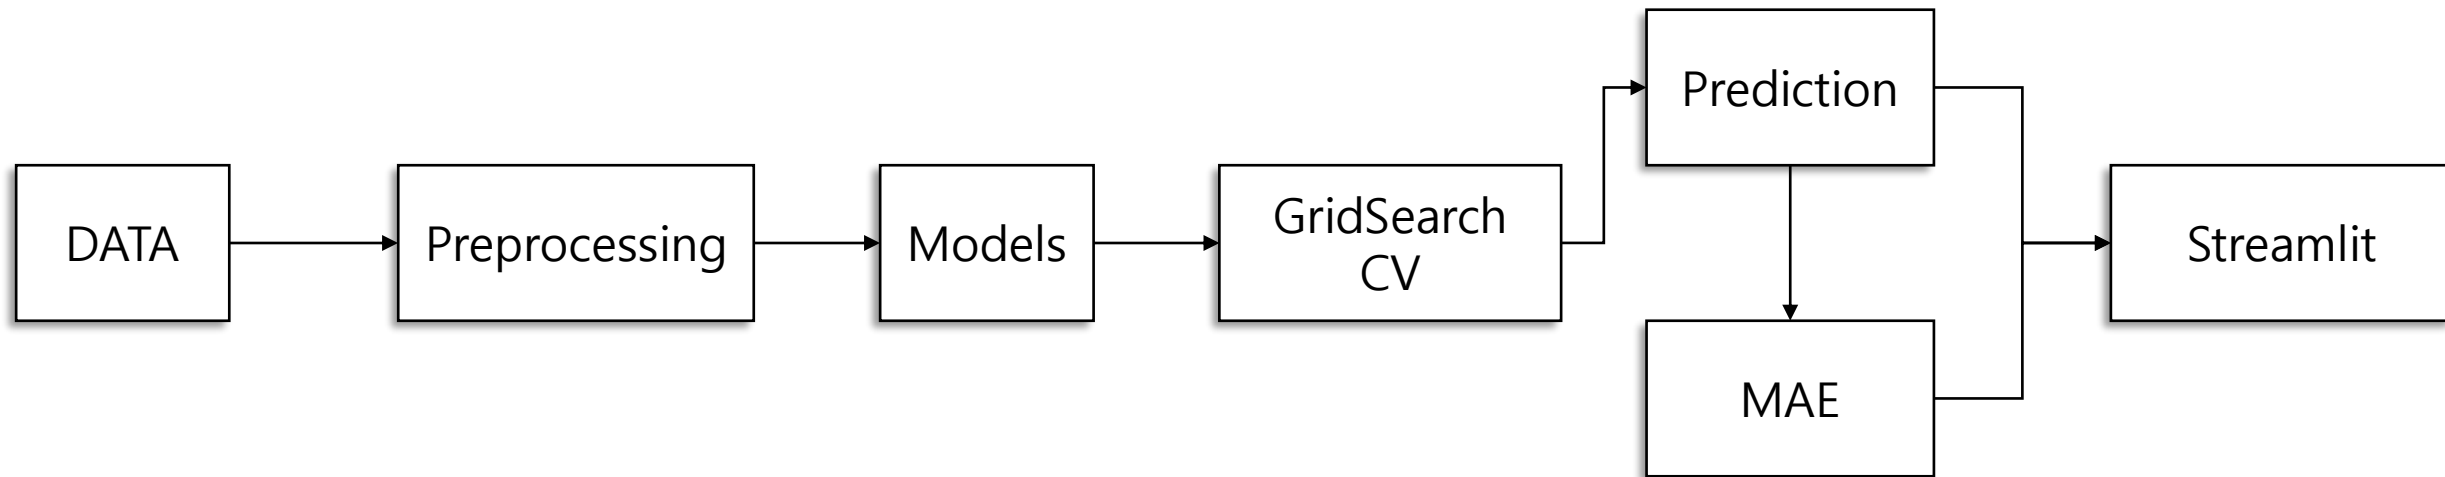 DATA
Preprocessing
Models
GridSearch
CV
Prediction
MAE
Streamlit